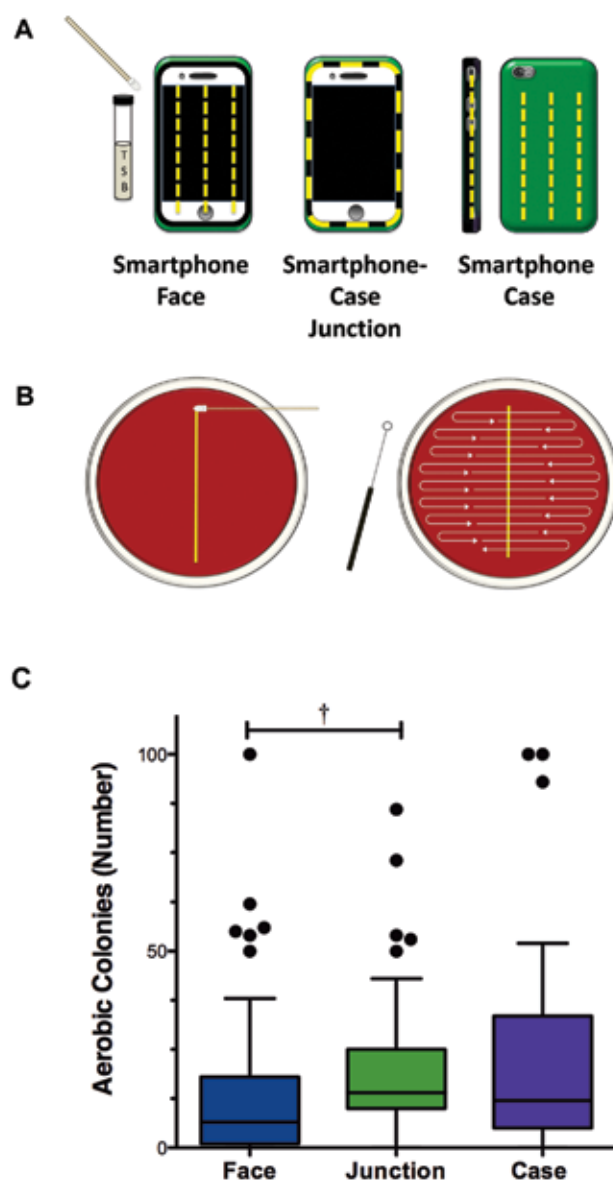 A
T
S
B
Smartphone
Face
Smartphone-
Case
Junction
Smartphone
Case
B
C
†
Aerobic Colonies (Number)
100
50
0
Face
Junction
Case